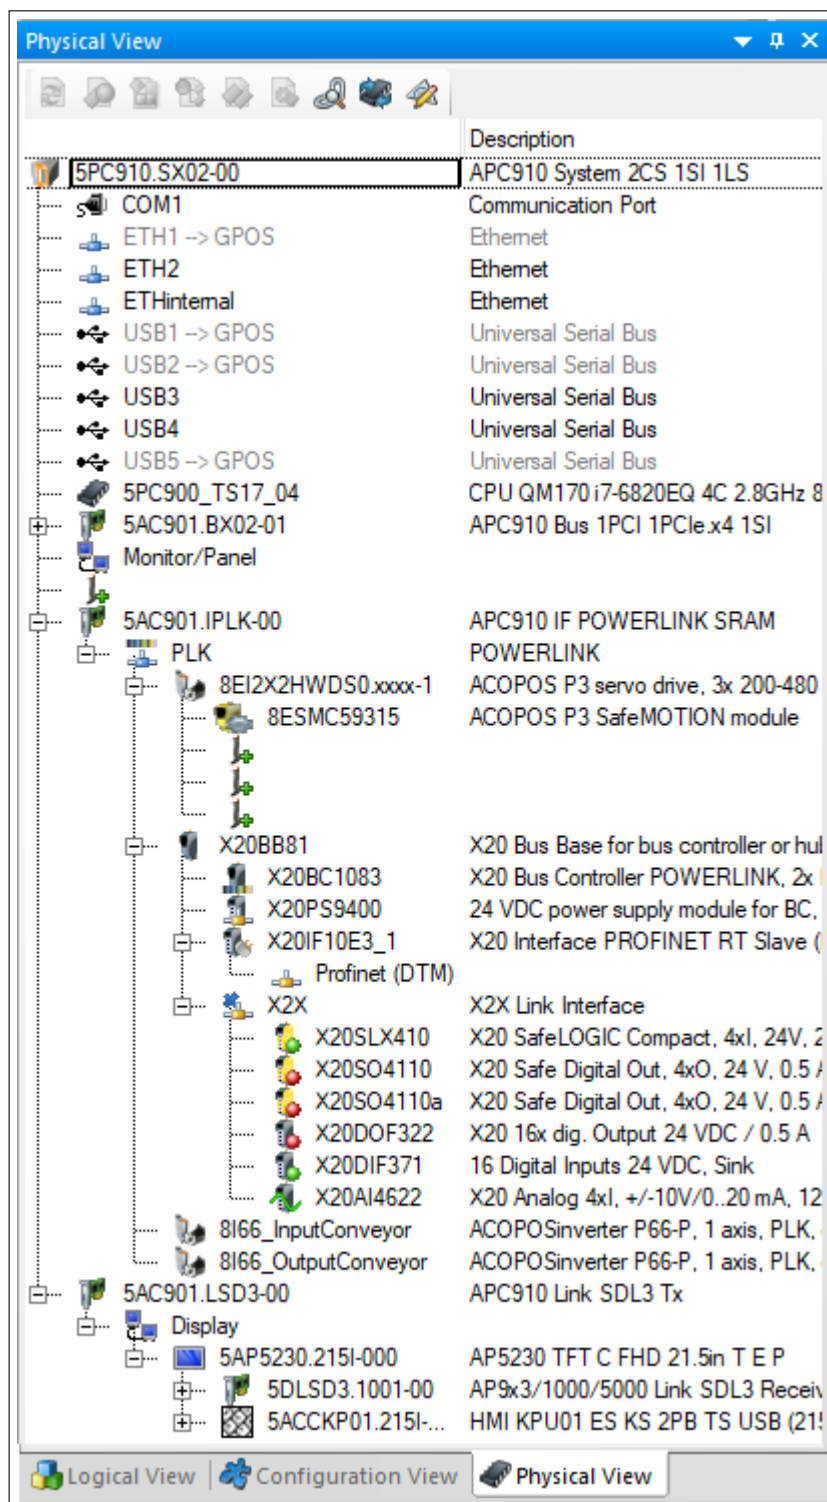 Physical View
Description
5PC910.SX02-00 APC910 System 2CS 1SI 1LS
COM1 Communication Port
ETH1 --> GPOS Ethernet
ETH2 Ethernet
ETHinternal Ethernet
USB1 --> GPOS Universal Serial Bus
USB2 --> GPOS Universal Serial Bus
USB3 Universal Serial Bus
USB4 Universal Serial Bus
USB5 --> GPOS Universal Serial Bus
5PC900_TS17_04 CPU QM170 i7-6820EQ 4C 2.8GHz 8
5AC901.BX02-01 APC910 Bus 1PCI 1PCIe.x4 1SI
Monitor/Panel
5AC901.IPLK-00 APC910 IF POWERLINK SRAM
PLK POWERLINK
8EI2X2HWDS0.xxxx-1 ACOPOS P3 servo drive, 3x 200-480
8ESMC59315 ACOPOS P3 SafeMOTION module
X20BB81 X20 Bus Base for bus controller or hub
X20BC1083 X20 Bus Controller POWERLINK, 2x
X20PS9400 24 VDC power supply module for BC,
X20IF10E3_1 X20 Interface PROFINET RT Slave (
Profinet (DTM)
X2X X2X Link Interface
X20SLX410 X20 SafeLOGIC Compact, 4xI, 24V, 2
X20SO4110 X20 Safe Digital Out, 4xO, 24 V, 0.5 A
X20SO4110a X20 Safe Digital Out, 4xO, 24 V, 0.5 A
X20DOF322 X20 16x dig. Output 24 VDC / 0.5 A
X20DIF371 16 Digital Inputs 24 VDC, Sink
X20AI4622 X20 Analog 4xI, +/-10V/0..20 mA, 12
8I66_InputConveyor ACOPOSinverter P66-P, 1 axis, PLK,
8I66_OutputConveyor ACOPOSinverter P66-P, 1 axis, PLK,
5AC901.LSD3-00 APC910 Link SDL3 Tx
Display
5AP5230.215I-000 AP5230 TFT C FHD 21.5in T E P
5DLSD3.1001-00 AP9x3/1000/5000 Link SDL3 Receiv
5ACCKP01.215I-... HMI KPU01 ES KS 2PB TS USB (215
Logical View Configuration View Physical View